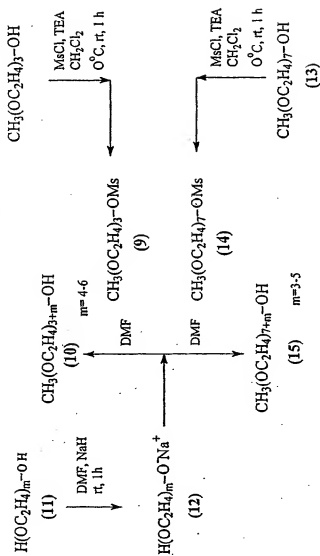 CH3(OC2H4)3-OH
MsCl, TEA
CH2Cl2
O°C, rt, 1 h
CH3(OC2H4)3-OMs
(9)
CH3(OC2H4)7-OMs
(14)
MsCl, TEA
CH2Cl2
O°C, rt, 1 h
CH3(OC2H4)7-OH
(13)
H(OC2H4)m-OH
(11)
DMF, NaH
rt, 1h
H(OC2H4)m-O-Na+
(12)
CH3(OC2H4)3+m-OH
(10)
m= 4-6
DMF
DMF
CH3(OC2H4)7+m-OH
(15)
m=3-5